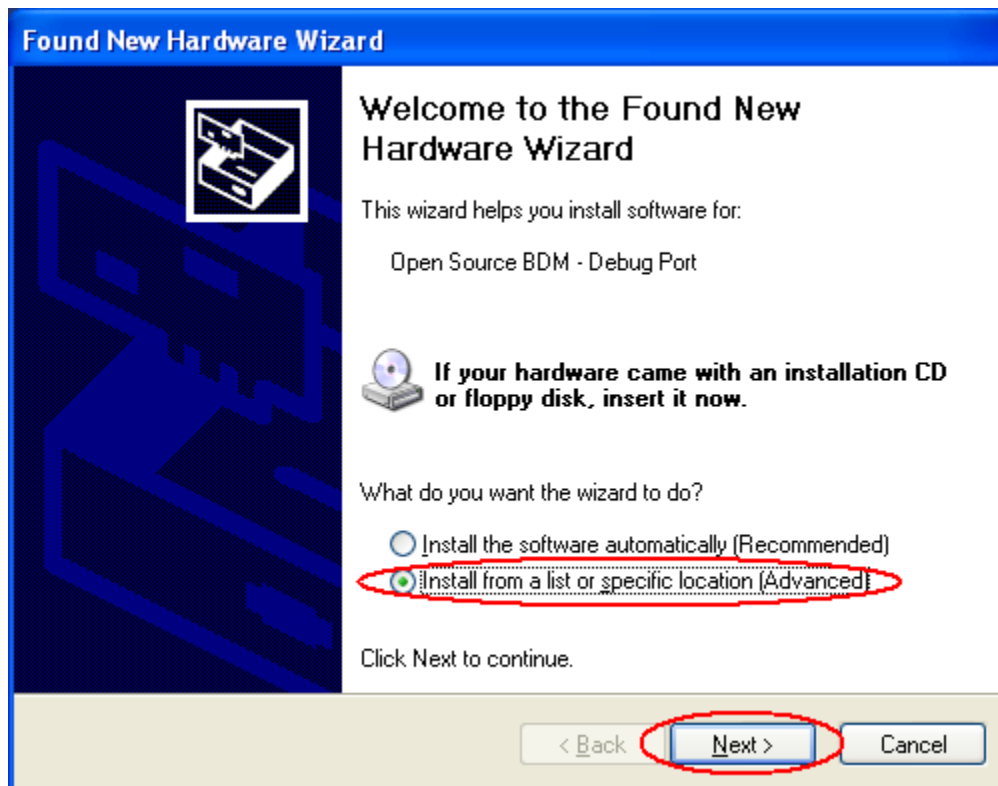 Found New Hardware Wizard
Welcome to the Found New
Hardware Wizard
This wizard helps you install software for:
Open Source BDM - Debug Port
If your hardware came with an installation CD
or floppy disk, insert it now.
What do you want the wizard to do?
Install the software automatically (Recommended)
Install from a list or specific location (Advanced)
Click Next to continue.
< Back Next > Cancel